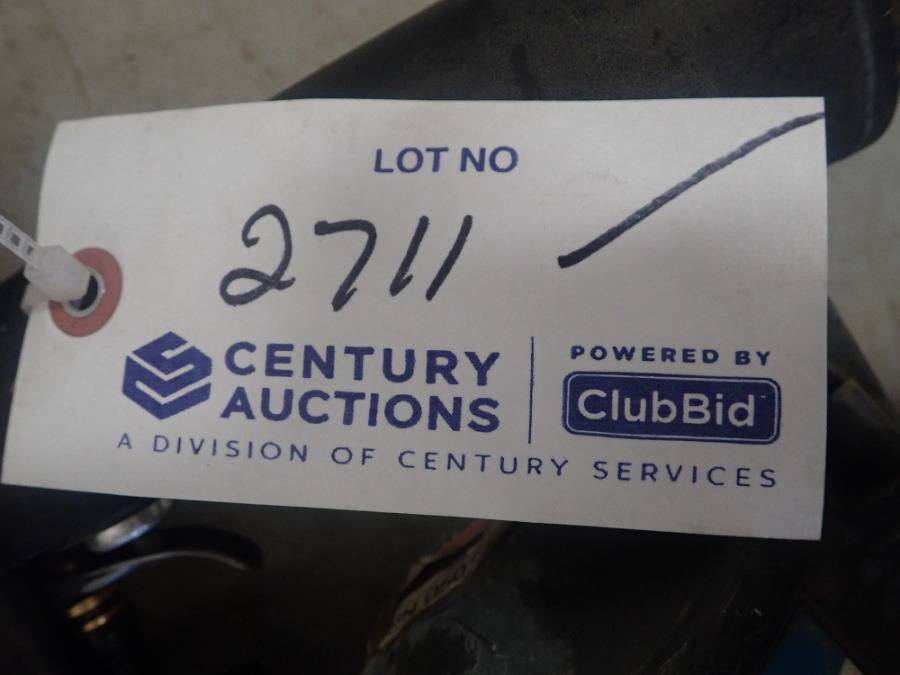 LOT NO
2711
CENTURY
AUCTIONS
A DIVISION OF CENTURY SERVICES
POWERED BY
ClubBid